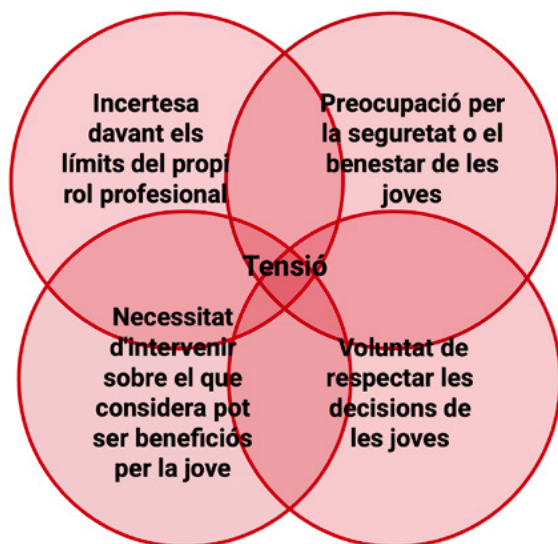 Incertesa
davant els
límits del propi
rol profesional
Preocupació per
la seguretat o el
benestar de les
joves
Tensió
Necessitat
d'intervenir
sobre el que
considera pot
ser beneficiós
per la jove
Voluntat de
respectar les
decisions de
les joves